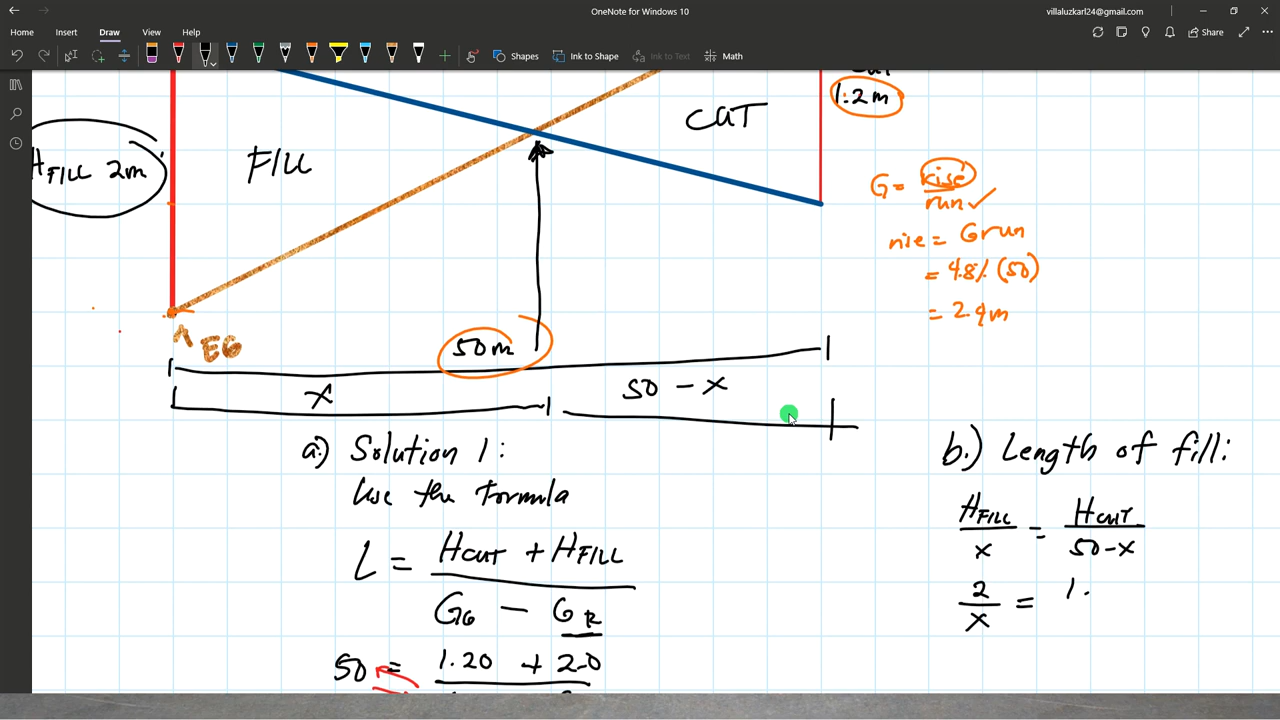 OneNote for Windows 10
villaluzkarl24@gmail.com
Home Insert Draw View Help
Share
Shapes Ink to Shape Ink to Text Math
1.2m
CUT
HFILL 2m
FILL
G = rise
run
rise = G run
= 4.8% (50)
= 2.4m
EG
50m
x
50 - x
a.) Solution 1:
Use the formula
L = HCUT + HFILL
GG - GR
50 = 1.20 + 2.0
b.) Length of fill:
HFILL = HCUT
x 50-x
2 = 1.
x